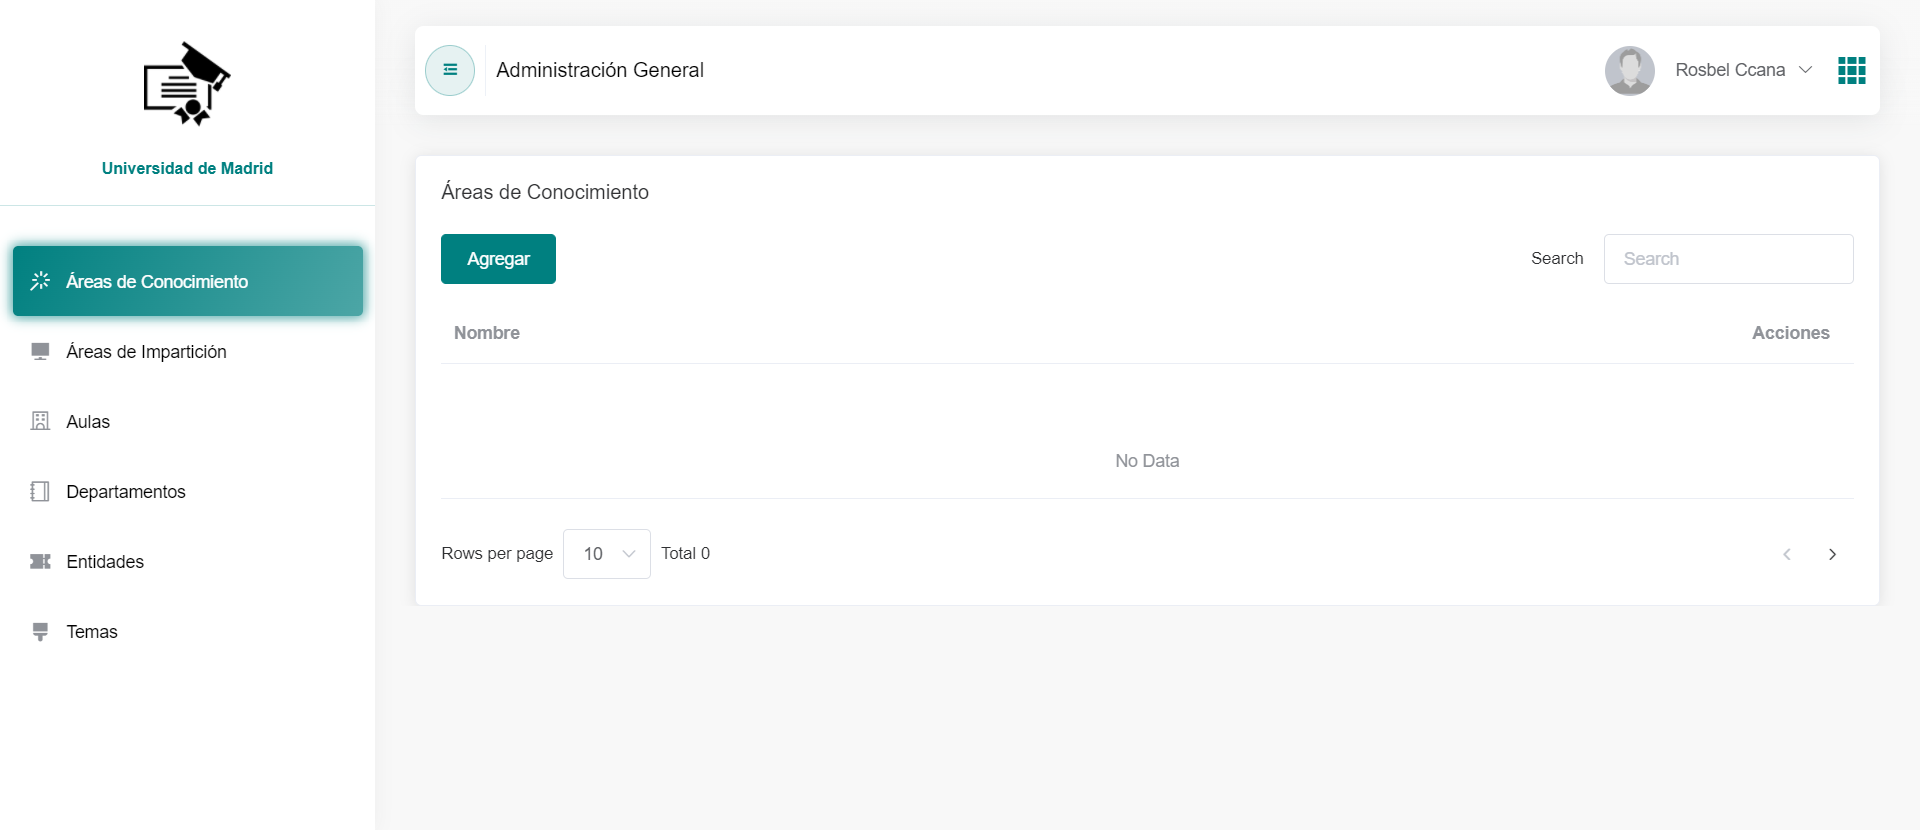 Universidad de Madrid
Áreas de Conocimiento
Áreas de Impartición
Aulas
Departamentos
Entidades
Temas
Administración General
Rosbel Ccana
Áreas de Conocimiento
Agregar
Search Search
Nombre Acciones
No Data
Rows per page 10 Total 0